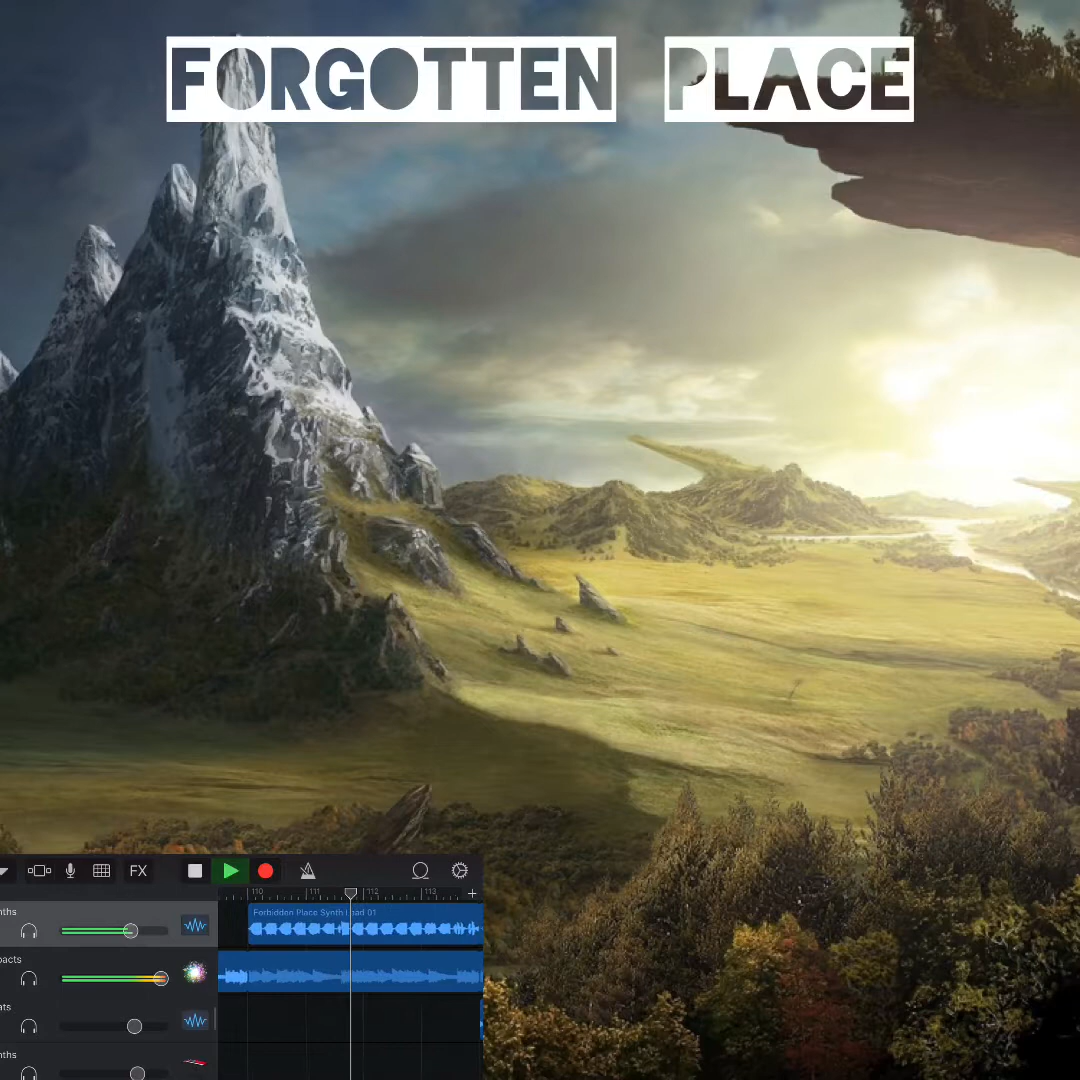 FORGOTTEN PLACE
FX
110 111 112 113
nths
Forbidden Place Synth Lead 01
pacts
ats
nths